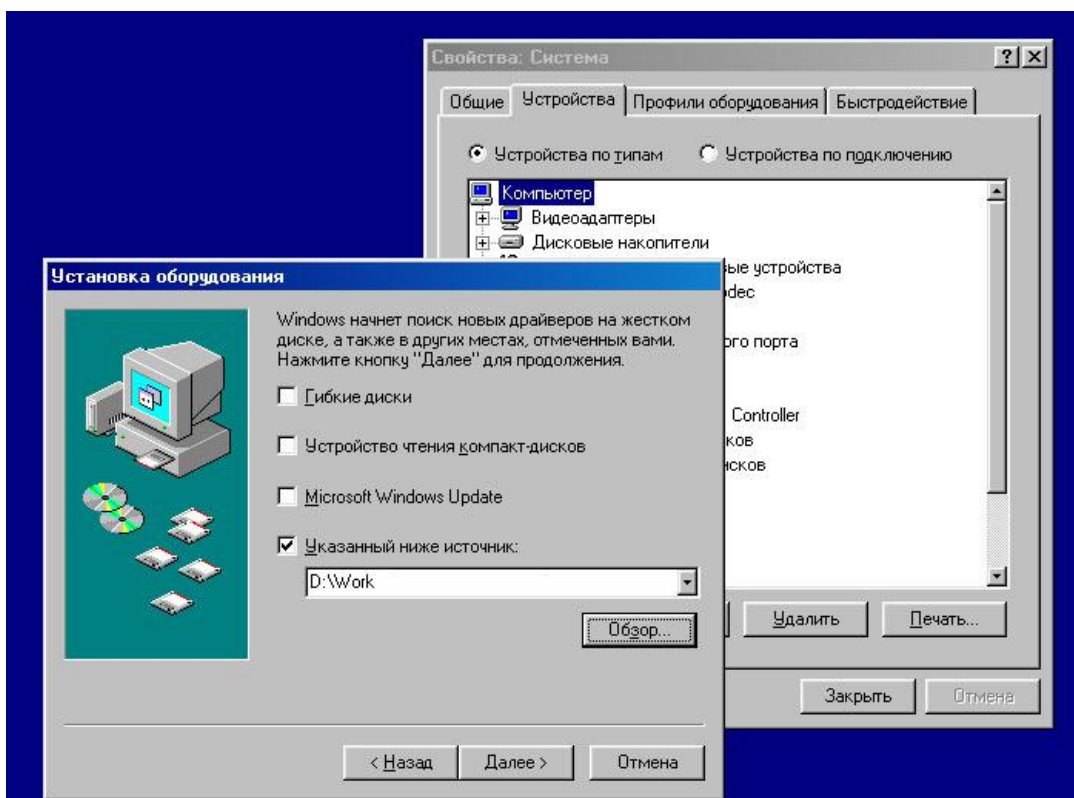 Свойства: Система
Общие Устройства Профили оборудования Быстродействие
Устройства по типам Устройства по подключению
Компьютер
Видеоадаптеры
Дисковые накопители
Установка оборудования
Windows начнет поиск новых драйверов на жестком
диске, а также в других местах, отмеченных вами.
Нажмите кнопку "Далее" для продолжения.
Гибкие диски
Устройство чтения компакт-дисков
Microsoft Windows Update
Указанный ниже источник:
D:\Work
Обзор...
< Назад Далее > Отмена
устройства
порта
Controller
Удалить Печать...
Закрыть Отмена